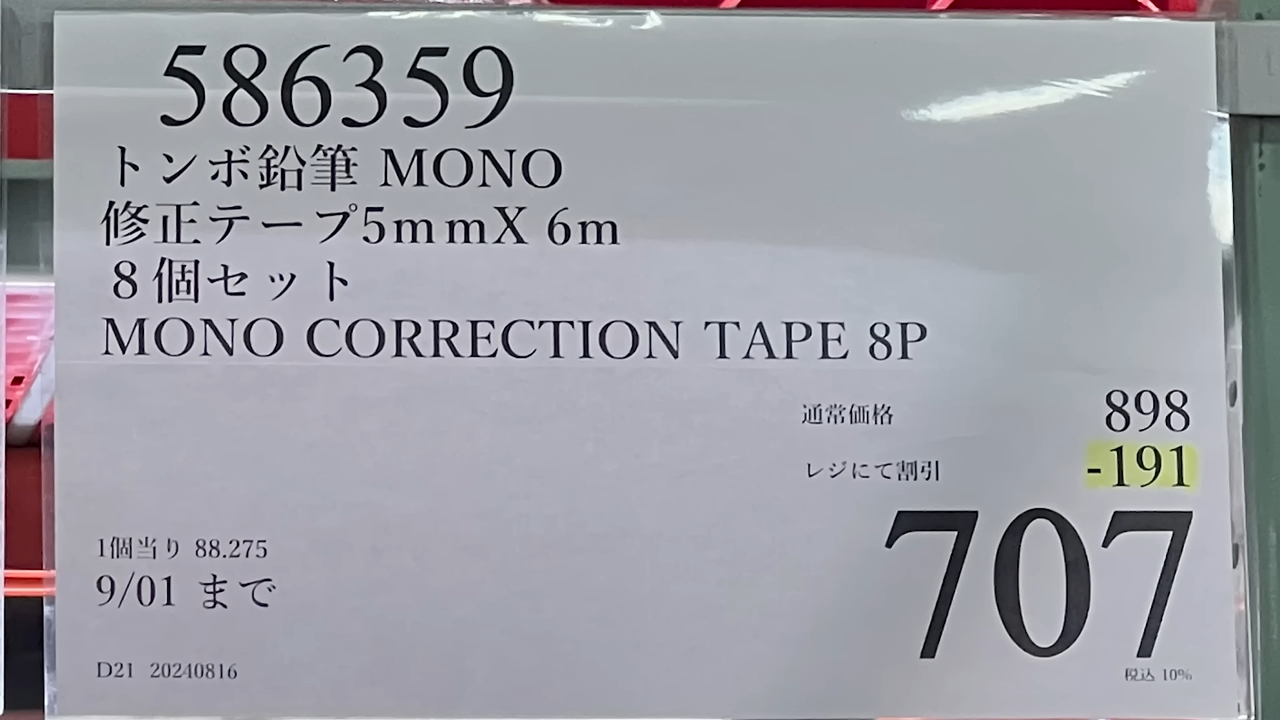 586359
トンボ鉛筆 MONO
修正テープ5mmX 6m
８個セット
MONO CORRECTION TAPE 8P
通常価格 898
レジにて割引 -191
707
1個当り 88.275
9/01 まで
D21 20240816
税込 10%